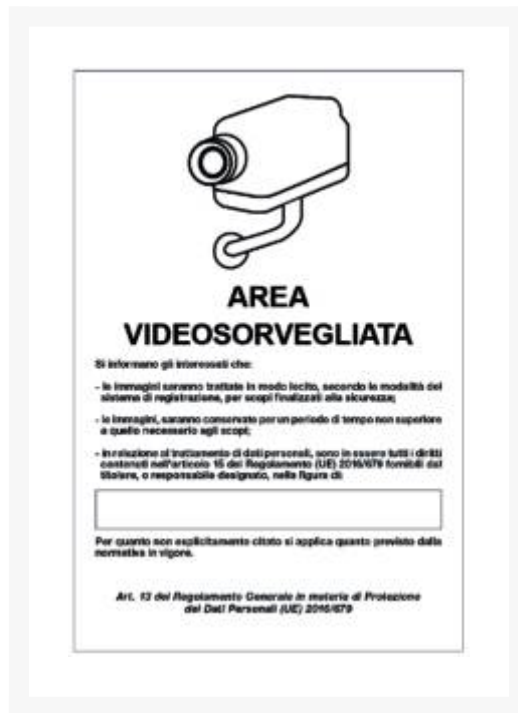 AREA
VIDEOSORVEGLIATA
Si informano gli interessati che:
- le immagini saranno trattate in modo lecito, secondo le modalità del
sistema di registrazione, per scopi finalizzati alla sicurezza;
- le immagini, saranno conservate per un periodo di tempo non superiore
a quello necessario agli scopi;
- in relazione al trattamento di dati personali, sono in essere tutti i diritti
contenuti nell'articolo 15 del Regolamento (UE) 2016/679 fornibili dal
titolare, o responsabile designato, nella figura di:
Per quanto non esplicitamente citato si applica quanto previsto dalla
normativa in vigore.
Art. 13 del Regolamento Generale in materia di Protezione
dei Dati Personali (UE) 2016/679